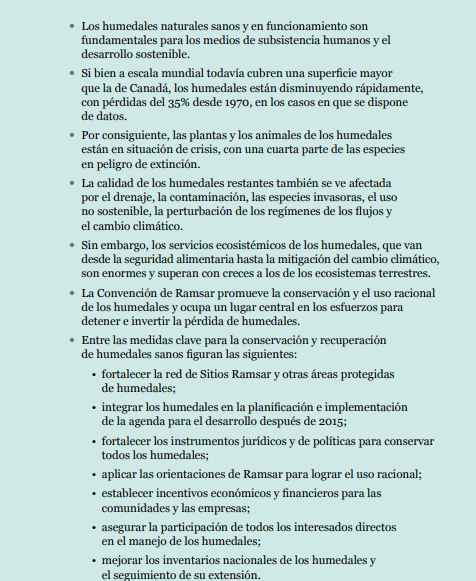 • Los humedales naturales sanos y en funcionamiento son
fundamentales para los medios de subsistencia humanos y el
desarrollo sostenible.
• Si bien a escala mundial todavía cubren una superficie mayor
que la de Canadá, los humedales están disminuyendo rápidamente,
con pérdidas del 35% desde 1970, en los casos en que se dispone
de datos.
• Por consiguiente, las plantas y los animales de los humedales
están en situación de crisis, con una cuarta parte de las especies
en peligro de extinción.
• La calidad de los humedales restantes también se ve afectada
por el drenaje, la contaminación, las especies invasoras, el uso
no sostenible, la perturbación de los regímenes de los flujos y
el cambio climático.
• Sin embargo, los servicios ecosistémicos de los humedales, que van
desde la seguridad alimentaria hasta la mitigación del cambio climático,
son enormes y superan con creces a los de los ecosistemas terrestres.
• La Convención de Ramsar promueve la conservación y el uso racional
de los humedales y ocupa un lugar central en los esfuerzos para
detener e invertir la pérdida de humedales.
• Entre las medidas clave para la conservación y recuperación
de humedales sanos figuran las siguientes:
• fortalecer la red de Sitios Ramsar y otras áreas protegidas
de humedales;
• integrar los humedales en la planificación e implementación
de la agenda para el desarrollo después de 2015;
• fortalecer los instrumentos jurídicos y de políticas para conservar
todos los humedales;
• aplicar las orientaciones de Ramsar para lograr el uso racional;
• establecer incentivos económicos y financieros para las
comunidades y las empresas;
• asegurar la participación de todos los interesados directos
en el manejo de los humedales;
• mejorar los inventarios nacionales de los humedales y
el seguimiento de su extensión.